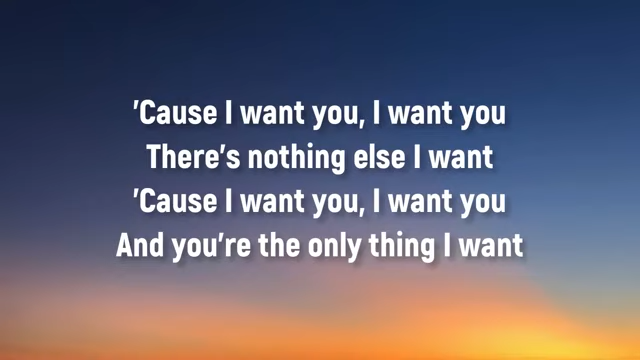 ’Cause I want you, I want you
There’s nothing else I want
’Cause I want you, I want you
And you’re the only thing I want